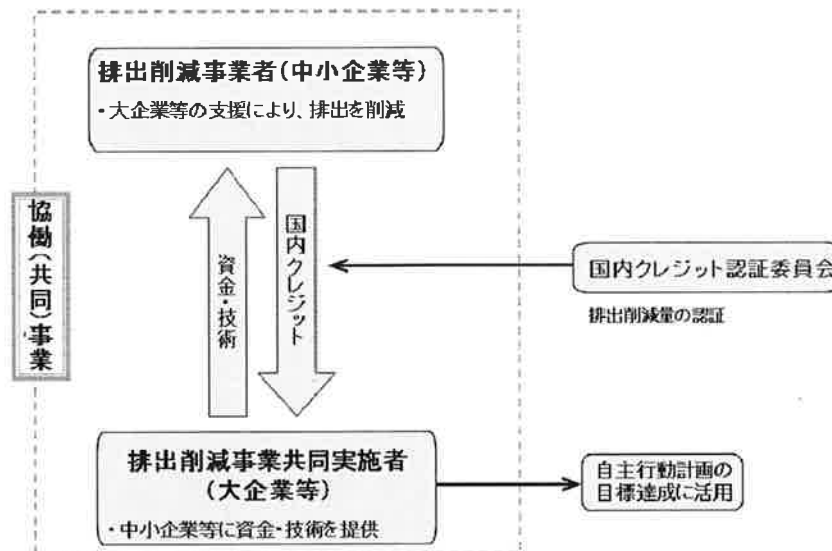 排出削減事業者(中小企業等)
・大企業等の支援により、排出を削減
協働(共同)事業
資金・技術
国内クレジット
国内クレジット認証委員会
排出削減量の認証
排出削減事業共同実施者
(大企業等)
・中小企業等に資金・技術を提供
自主行動計画の
目標達成に活用